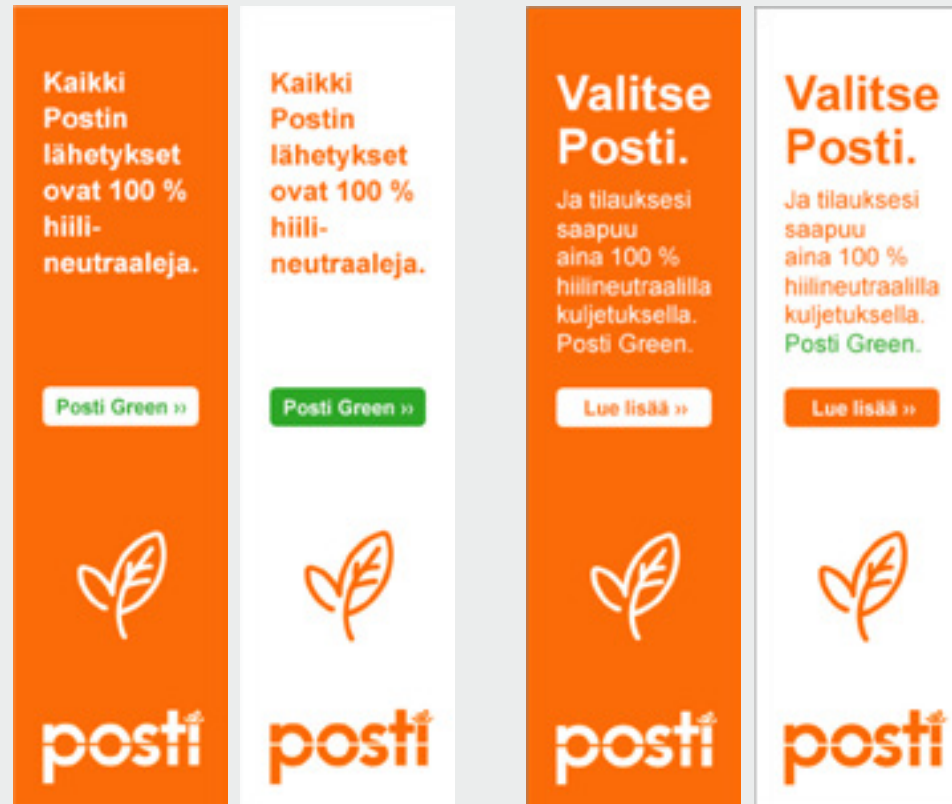 Kaikki
Postin
lähetykset
ovat 100 %
hiili-
neutraaleja.
Posti Green ››
posti
Kaikki
Postin
lähetykset
ovat 100 %
hiili-
neutraaleja.
Posti Green ››
posti
Valitse
Posti.
Ja tilauksesi
saapuu
aina 100 %
hiilineutraalilla
kuljetuksella.
Posti Green.
Lue lisää ››
posti
Valitse
Posti.
Ja tilauksesi
saapuu
aina 100 %
hiilineutraalilla
kuljetuksella.
Posti Green.
Lue lisää ››
posti